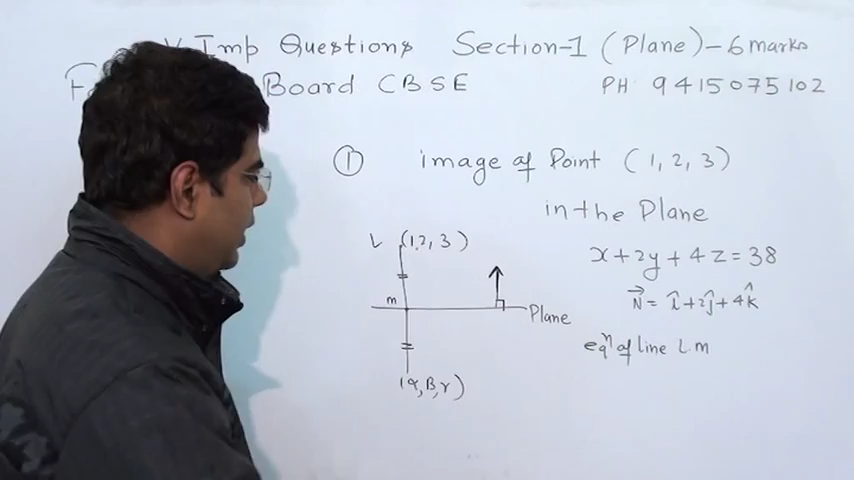 V Imp Questions Section-1 (Plane) - 6 marks
Board CBSE PH 9415075102
① image of Point (1, 2, 3)
in the Plane
x+2y+4z=38
N⃗ = î+2ĵ+4k̂
eqⁿ of line L m
L (1,2,3)
m
Plane
(α,β,γ)